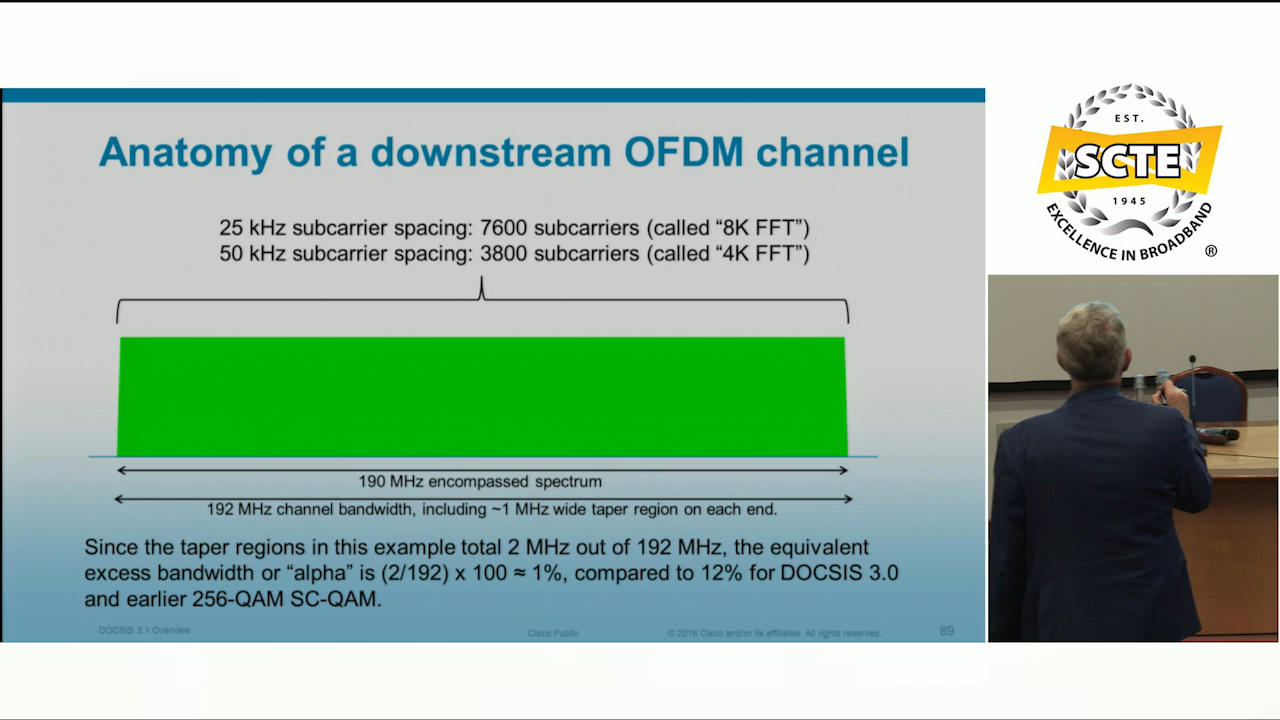 Anatomy of a downstream OFDM channel
25 kHz subcarrier spacing: 7600 subcarriers (called “8K FFT”)
50 kHz subcarrier spacing: 3800 subcarriers (called “4K FFT”)
190 MHz encompassed spectrum
192 MHz channel bandwidth, including ~1 MHz wide taper region on each end.
Since the taper regions in this example total 2 MHz out of 192 MHz, the equivalent
excess bandwidth or “alpha” is (2/192) x 100 ≈ 1%, compared to 12% for DOCSIS 3.0
and earlier 256-QAM SC-QAM.
DOCSIS 3.1 Overview
Cisco Public
© 2016 Cisco and/or its affiliates. All rights reserved.
89
EST.
SCTE
1945
EXCELLENCE IN BROADBAND
®